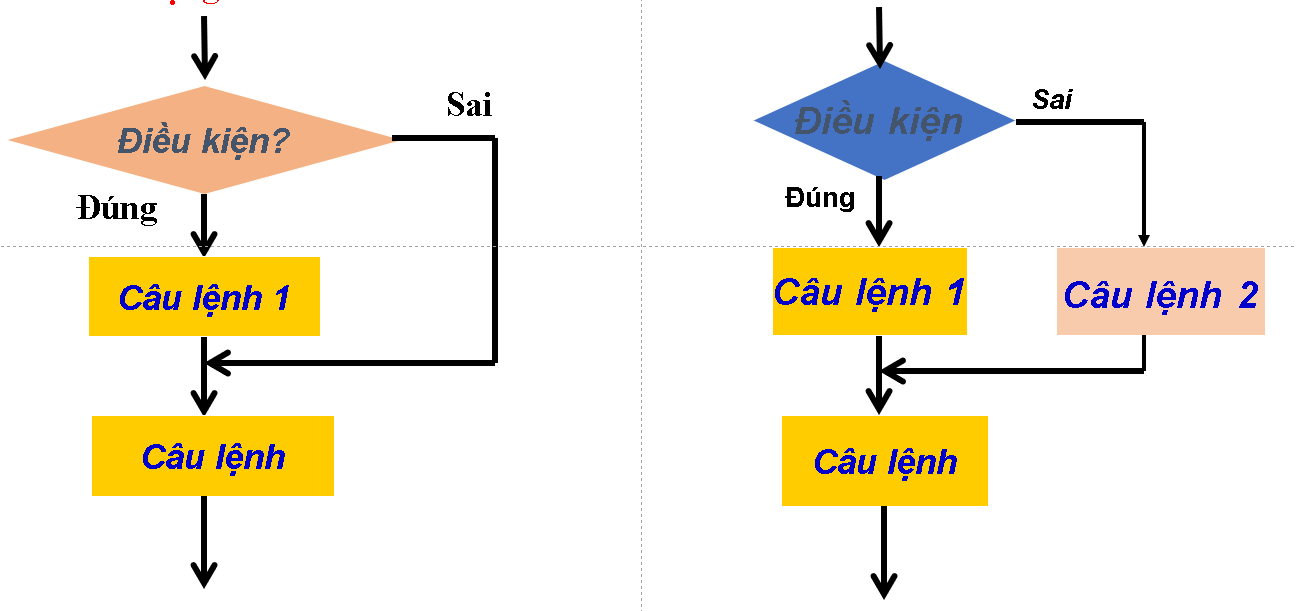 Sai
Điều kiện?
Đúng
Câu lệnh 1
Câu lệnh
Sai
Điều kiện
Đúng
Câu lệnh 1
Câu lệnh 2
Câu lệnh